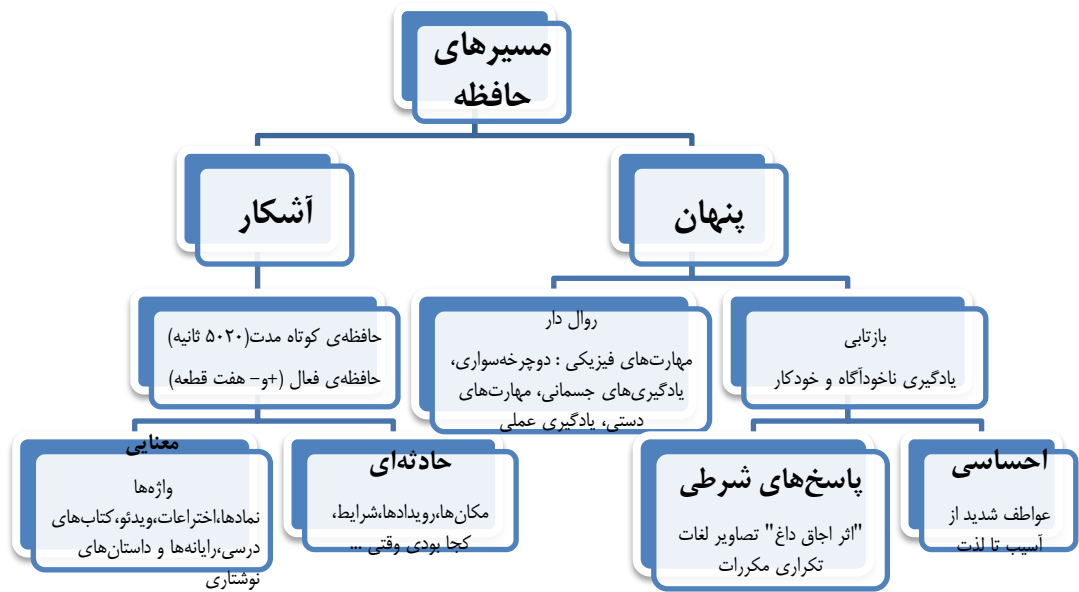 مسیرهای
حافظه
آشکار
پنهان
حافظه‌ی کوتاه مدت(۵۰۲۰ ثانیه)
حافظه‌ی فعال (+و– هفت قطعه)
روال دار
مهارت‌های فیزیکی : دوچرخه‌سواری،
یادگیری‌های جسمانی، مهارت‌های
دستی، یادگیری عملی
بازتابی
یادگیری ناخودآگاه و خودکار
معنایی
واژه‌ها
نمادها،اختراعات،ویدئو،کتاب‌های
درسی،رایانه‌ها و داستان‌های
نوشتاری
حادثه‌ای
مکان‌ها،رویدادها،شرایط،
کجا بودی وقتی ...
پاسخ‌های شرطی
"اثر اجاق داغ" تصاویر لغات
تکراری مکررات
احساسی
عواطف شدید از
آسیب تا لذت